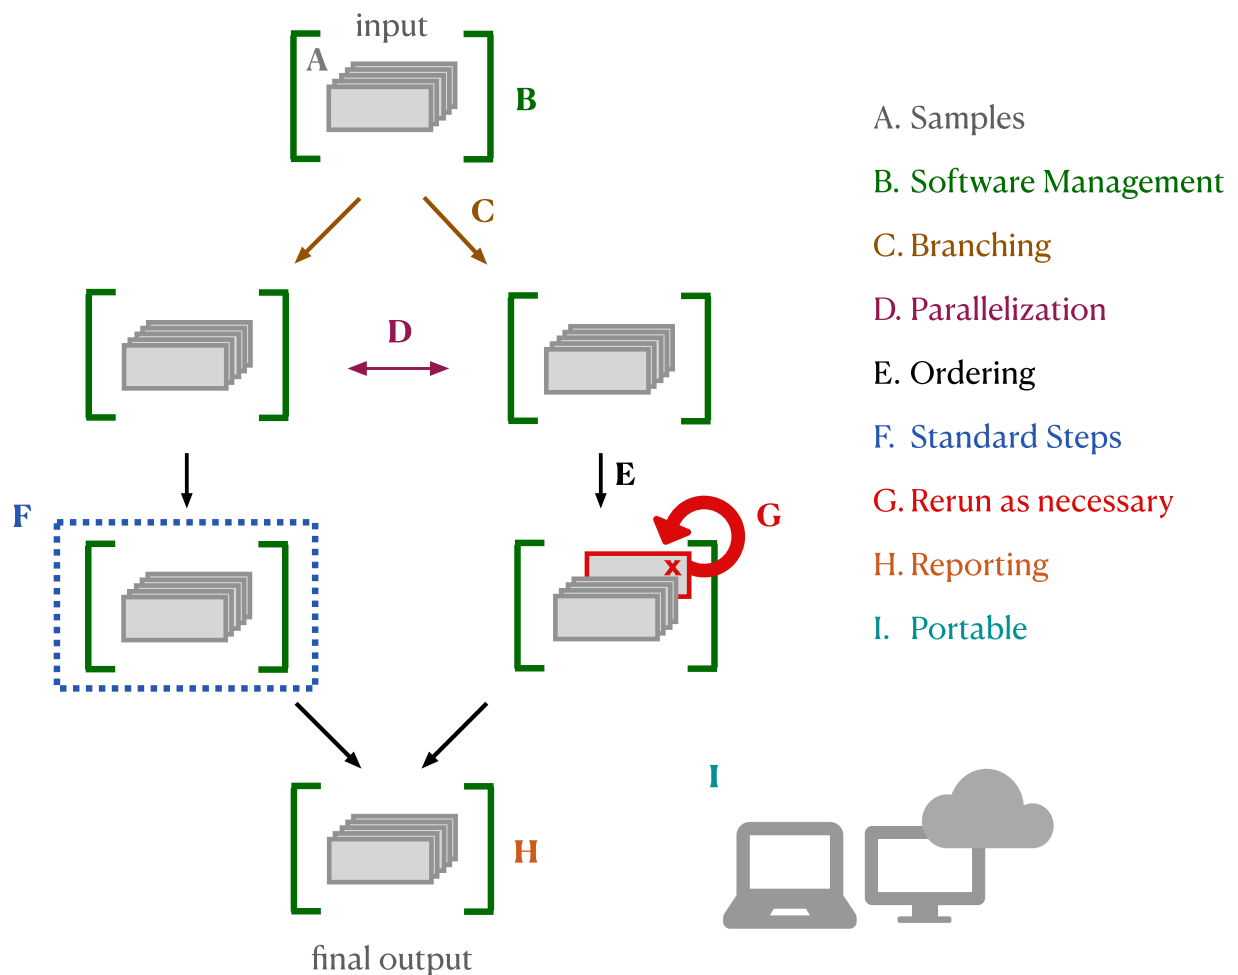 input
A
B
C
D
E
F
G
x
H
final output
I
A. Samples
B. Software Management
C. Branching
D. Parallelization
E. Ordering
F. Standard Steps
G. Rerun as necessary
H. Reporting
I. Portable